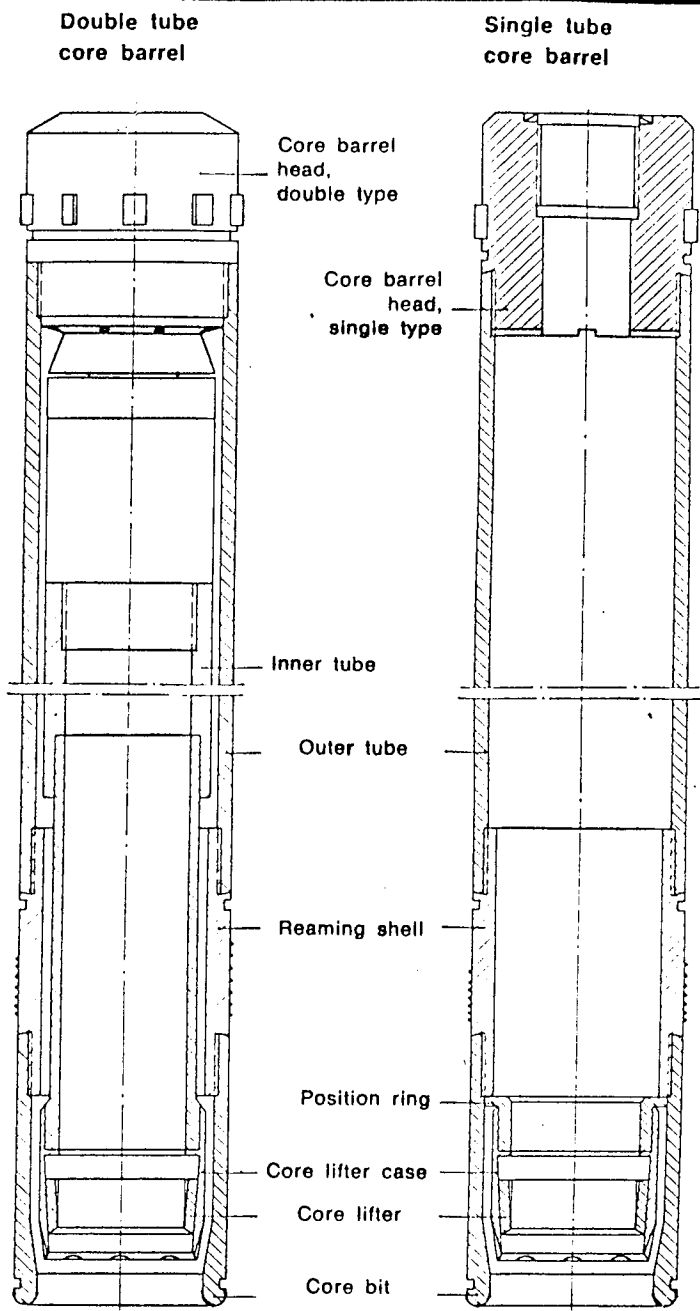 Double tube
core barrel
Single tube
core barrel
Core barrel
head,
double type
Core barrel
head,
single type
Inner tube
Outer tube
Reaming shell
Position ring
Core lifter case
Core lifter
Core bit